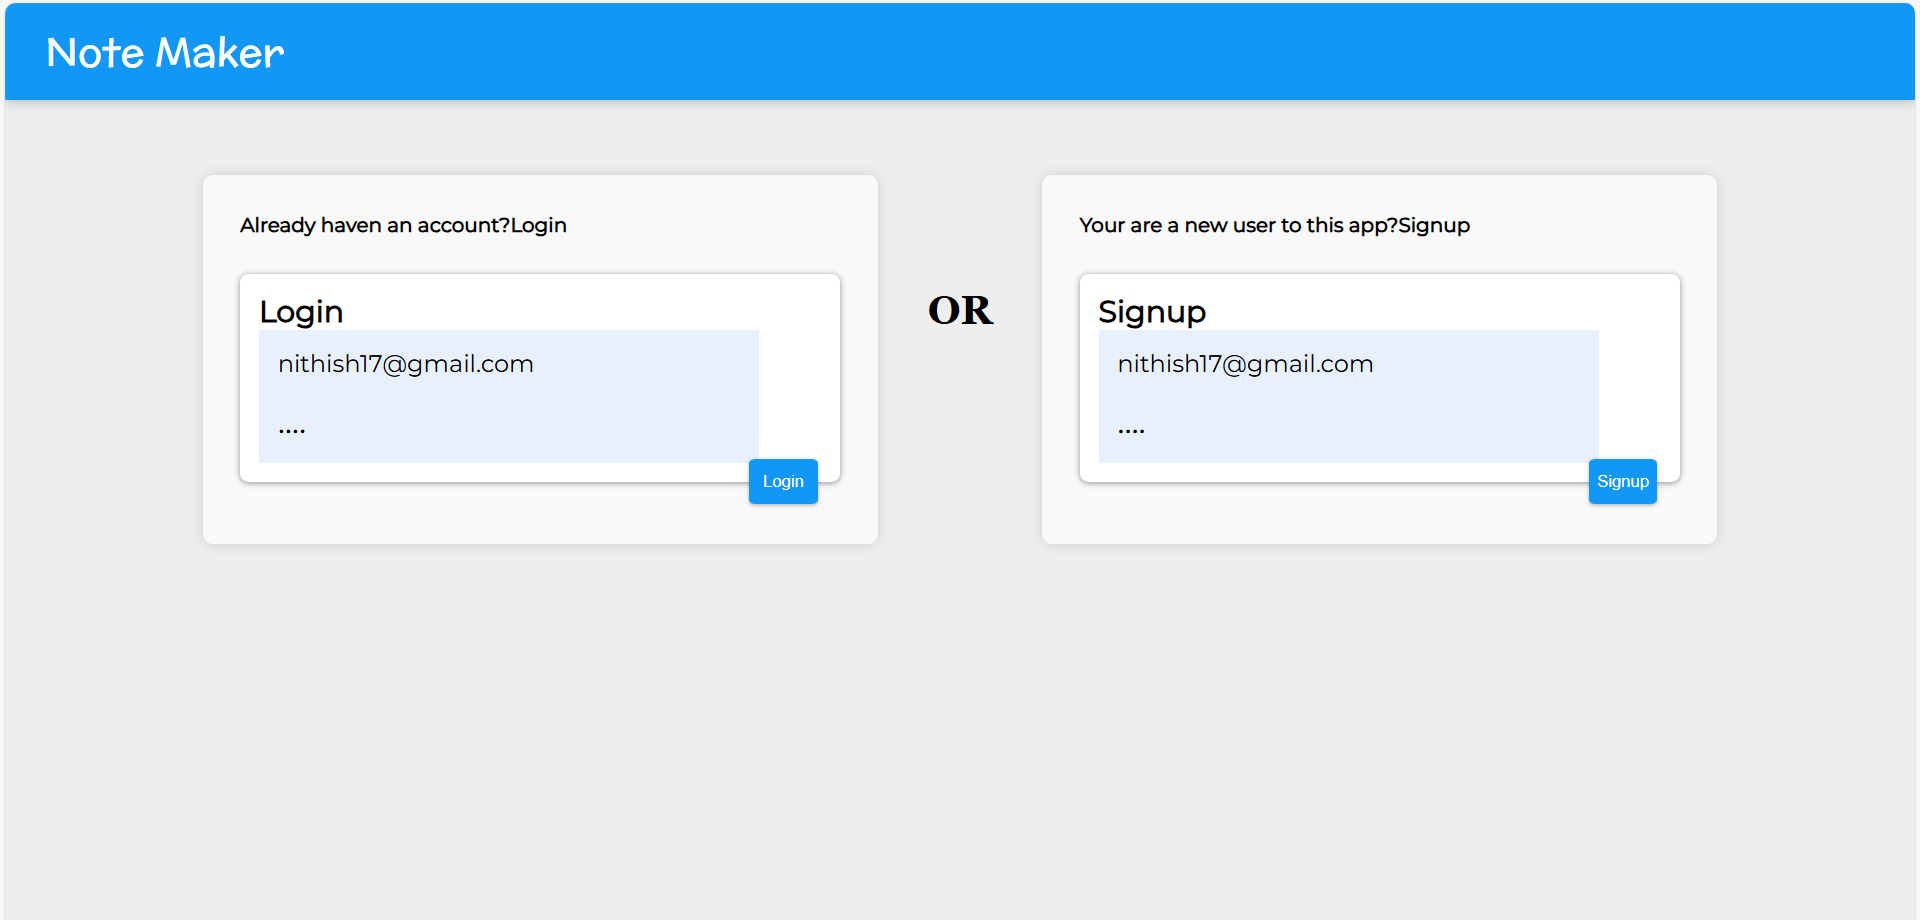 Note Maker
Already haven an account?Login
Login
nithish17@gmail.com
....
Login
OR
Your are a new user to this app?Signup
Signup
nithish17@gmail.com
....
Signup